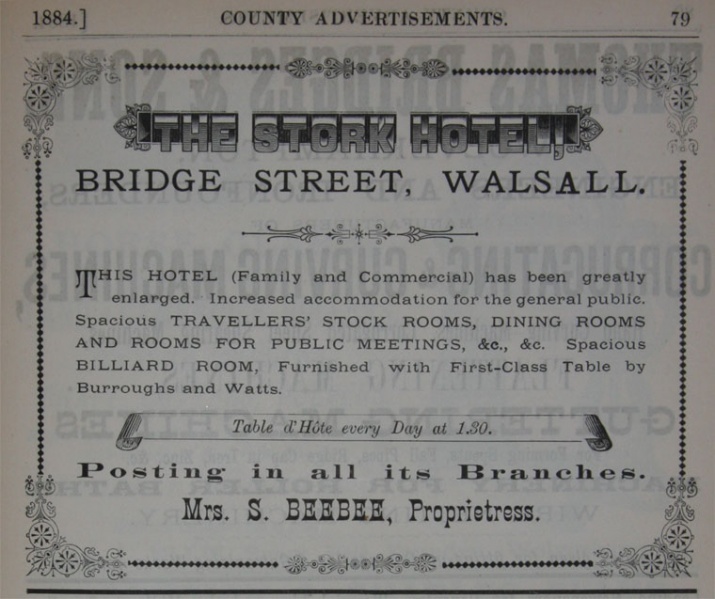 1884.] COUNTY ADVERTISEMENTS. 79
THE STORK HOTEL,
BRIDGE STREET, WALSALL.
THIS HOTEL (Family and Commercial) has been greatly
enlarged. Increased accommodation for the general public.
Spacious TRAVELLERS' STOCK ROOMS, DINING ROOMS
AND ROOMS FOR PUBLIC MEETINGS, &c., &c. Spacious
BILLIARD ROOM, Furnished with First-Class Table by
Burroughs and Watts.
Table d'Hôte every Day at 1.30.
Posting in all its Branches.
Mrs. S. BEEBEE, Proprietress.